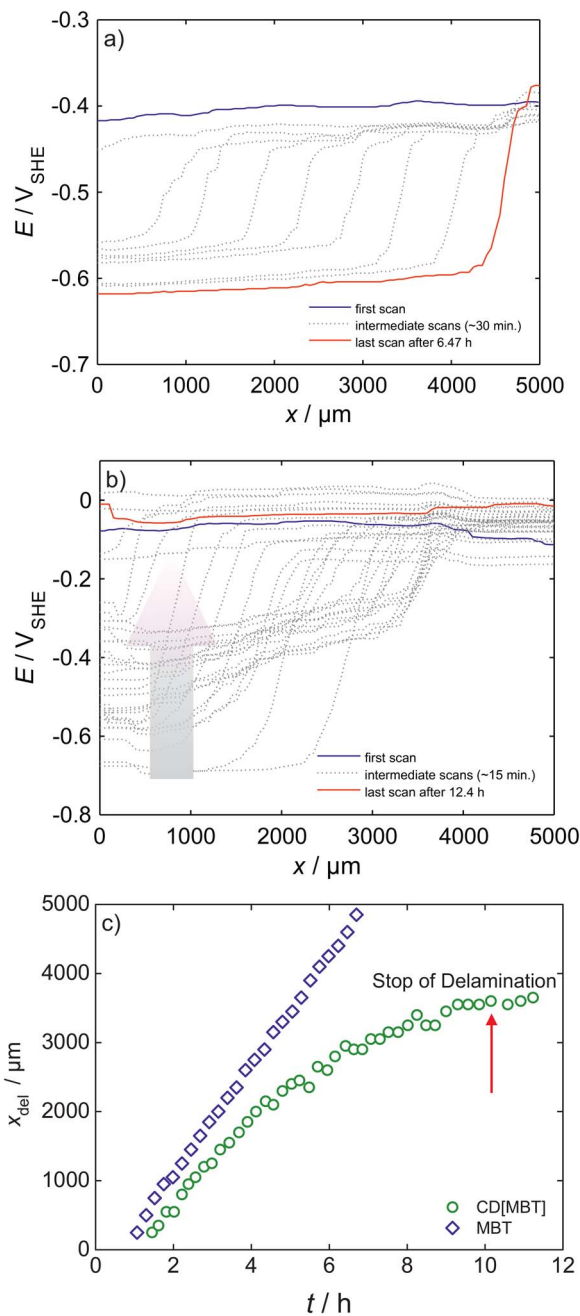 a)
-0.3
-0.4
-0.5
-0.6
-0.7
E / V_SHE
first scan
intermediate scans (~30 min.)
last scan after 6.47 h
0 1000 2000 3000 4000 5000
x / µm
b)
0
-0.2
-0.4
-0.6
-0.8
E / V_SHE
first scan
intermediate scans (~15 min.)
last scan after 12.4 h
0 1000 2000 3000 4000 5000
x / µm
c)
5000
4000
3000
2000
1000
0
x_del / µm
Stop of Delamination
CD[MBT]
MBT
0 2 4 6 8 10 12
t / h